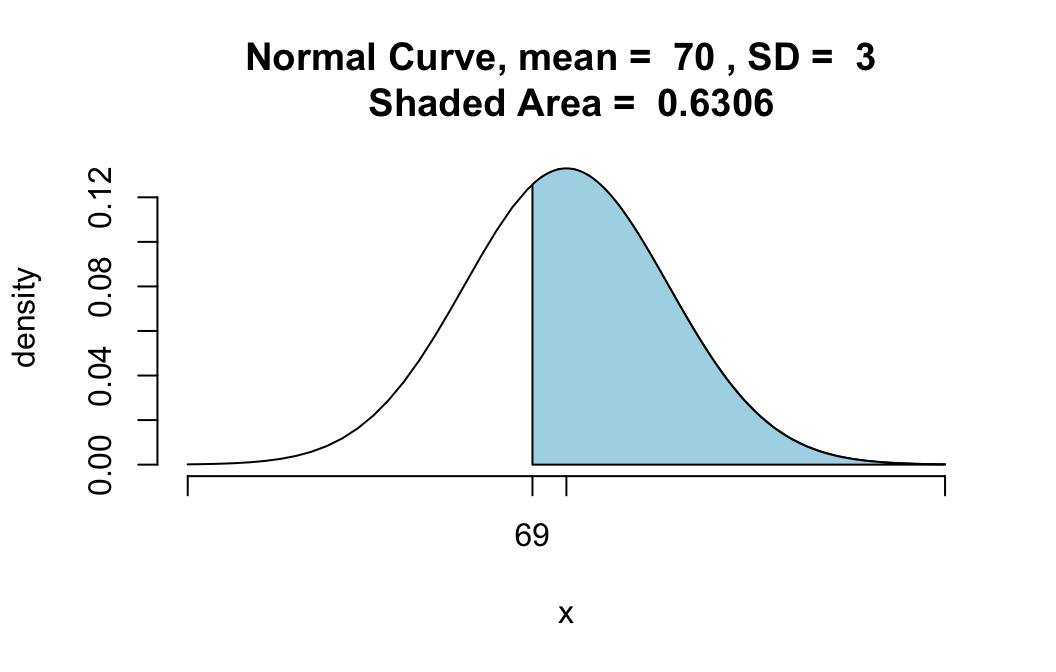 Normal Curve, mean =  70 , SD =  3
Shaded Area =  0.6306
density
0.12
0.08
0.04
0.00
69
x